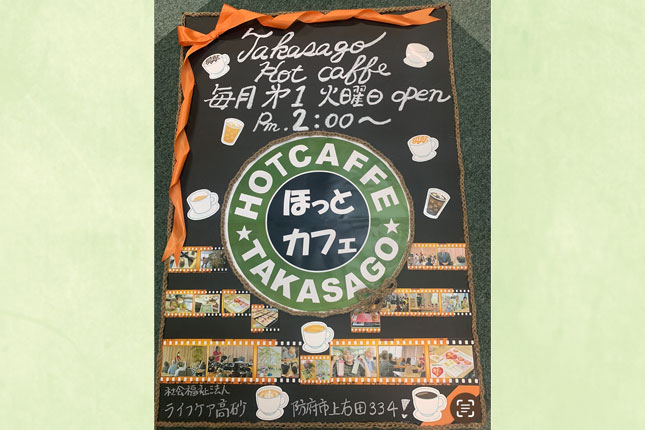 Takasago
Hot caffe
毎月第1火曜日 open
Pm. 2:00〜
HOTCAFFE
ほっと
カフェ
★TAKASAGO★
社会福祉法人
ライフケア高砂 防府市上右田334!